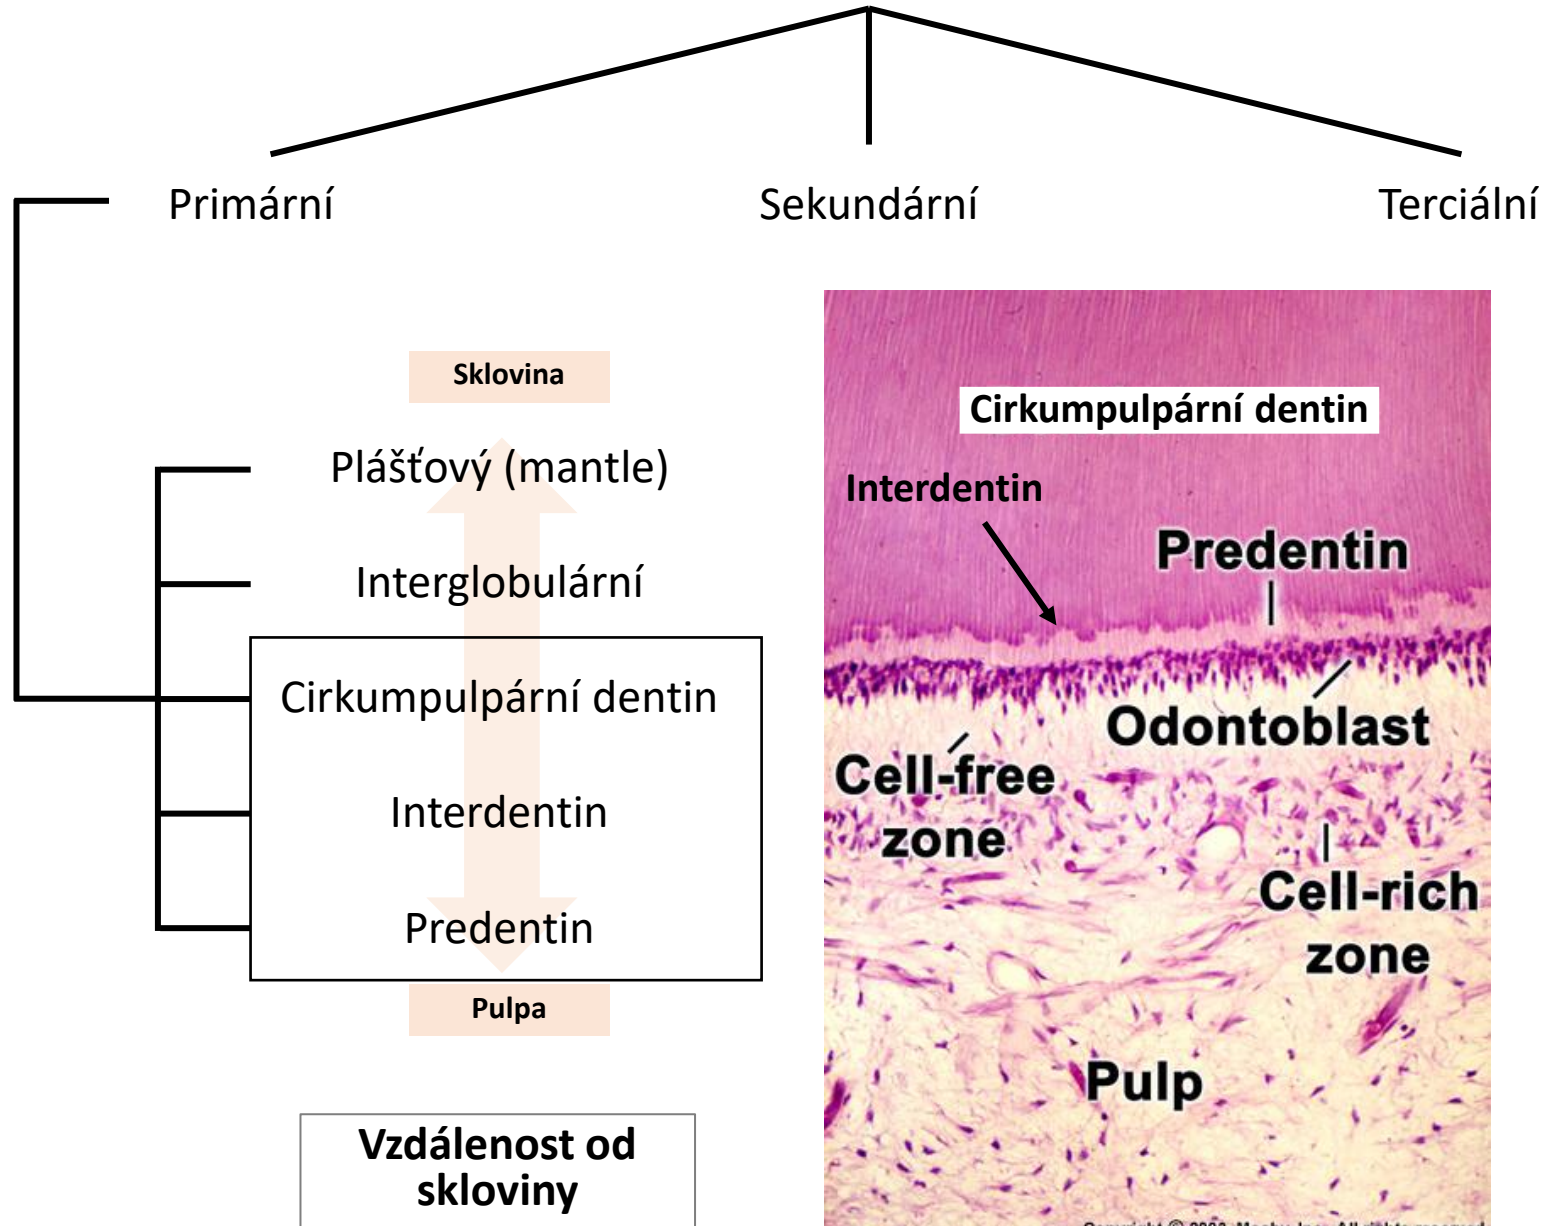 Primární
Sekundární
Terciální
Sklovina
Plášťový (mantle)
Interglobulární
Cirkumpulpární dentin
Interdentin
Predentin
Pulpa
Vzdálenost od
skloviny
Cirkumpulpární dentin
Interdentin
Predentin
Odontoblast
Cell-free
zone
Cell-rich
zone
Pulp